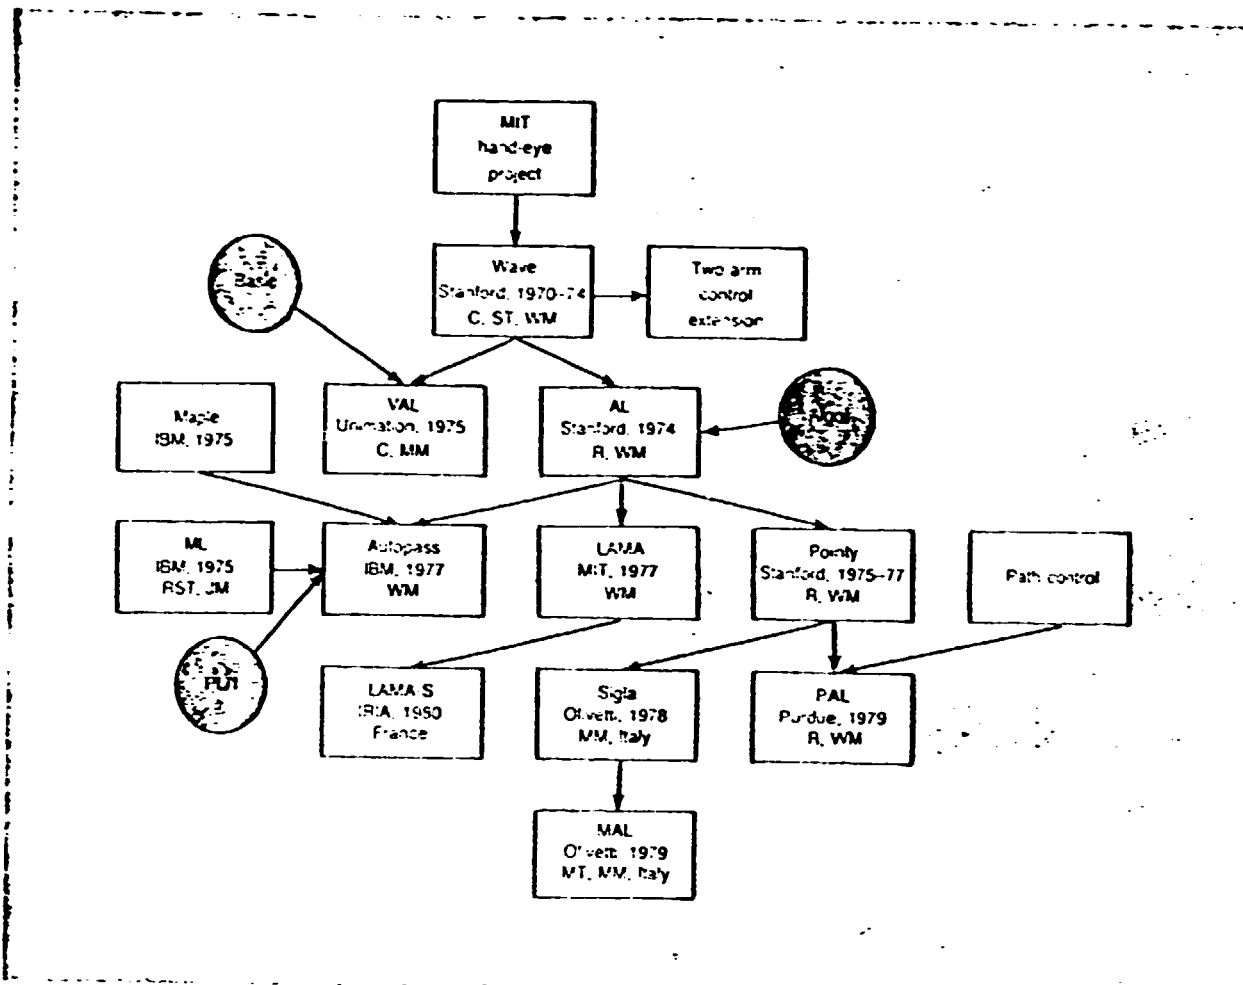 MIT
hand-eye
project
Basic
Wave
Stanford, 1970-74
C, ST, WM
Two arm
control
extension
Maple
IBM, 1975
VAL
Unimation, 1975
C, MM
AL
Stanford, 1974
R, WM
Algol
ML
IBM, 1975
RST, JM
Autopass
IBM, 1977
WM
LAMA
MIT, 1977
WM
Pointy
Stanford, 1975-77
R, WM
Path control
PL/1
LAMA-S
IRIA, 1980
France
Sigla
Olivetti, 1978
MM, Italy
PAL
Purdue, 1979
R, WM
MAL
Olivetti, 1979
MT, MM, Italy